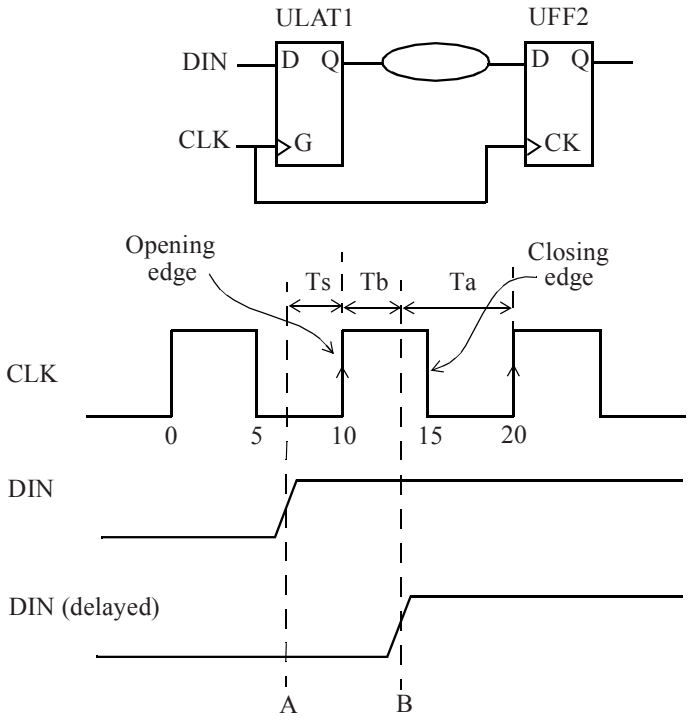 ULAT1
UFF2
DIN
D Q
D Q
CLK
G
CK
Opening
edge
Closing
edge
Ts
Tb
Ta
CLK
0 5 10 15 20
DIN
DIN (delayed)
A B